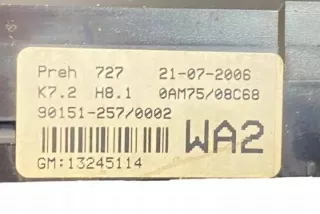 Preh 727 21-07-2006
K7.2 H8.1 0AM75/08C68
90151-257/0002
WA2
GM:13245114